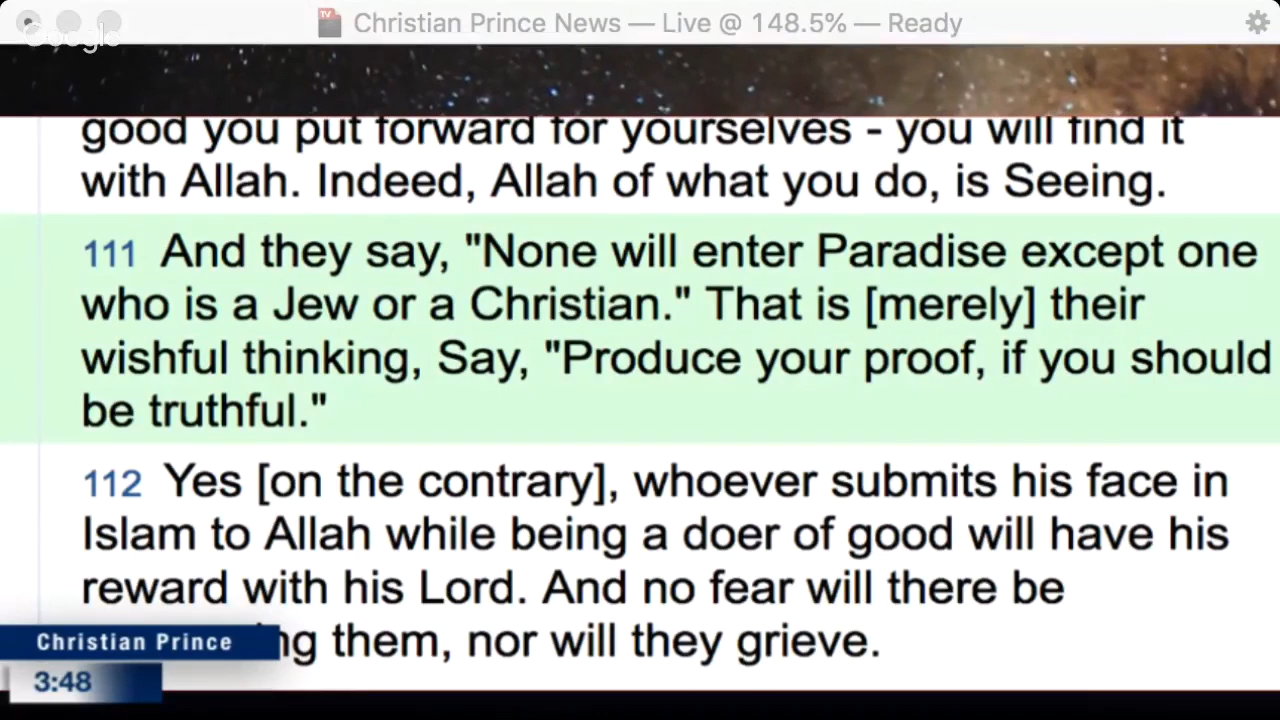 Google
Christian Prince News — Live @ 148.5% — Ready
good you put forward for yourselves - you will find it
with Allah. Indeed, Allah of what you do, is Seeing.
111 And they say, "None will enter Paradise except one
who is a Jew or a Christian." That is [merely] their
wishful thinking, Say, "Produce your proof, if you should
be truthful."
112 Yes [on the contrary], whoever submits his face in
Islam to Allah while being a doer of good will have his
reward with his Lord. And no fear will there be
them, nor will they grieve.
Christian Prince
3:48